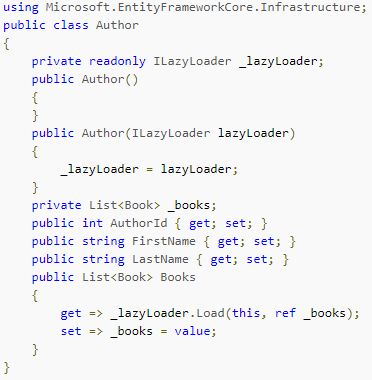 using Microsoft.EntityFrameworkCore.Infrastructure;
public class Author
{
    private readonly ILazyLoader _lazyLoader;
    public Author()
    {
    }
    public Author(ILazyLoader lazyLoader)
    {
        _lazyLoader = lazyLoader;
    }
    private List<Book> _books;
    public int AuthorId { get; set; }
    public string FirstName { get; set; }
    public string LastName { get; set; }
    public List<Book> Books
    {
        get => _lazyLoader.Load(this, ref _books);
        set => _books = value;
    }
}